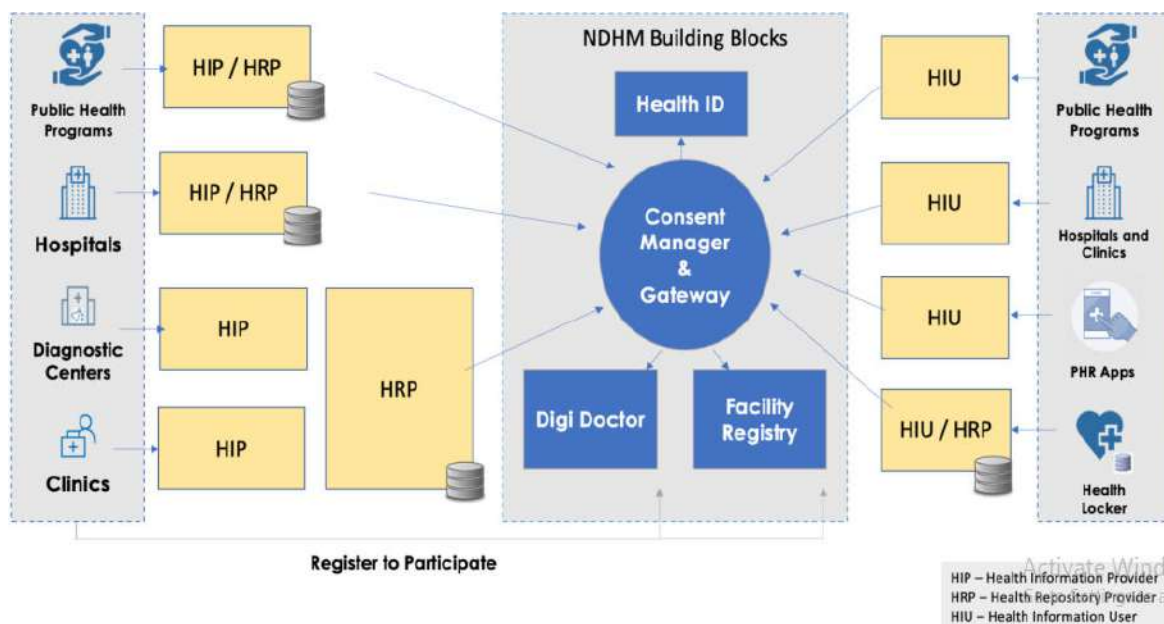 Public Health
Programs
Hospitals
Diagnostic
Centers
Clinics
HIP / HRP
HIP / HRP
HIP
HIP
HRP
NDHM Building Blocks
Health ID
Consent
Manager
&
Gateway
Digi Doctor
Facility
Registry
HIU
HIU
HIU
HIU / HRP
Public Health
Programs
Hospitals and
Clinics
PHR Apps
Health
Locker
Register to Participate
Activate Wind
HIP – Health Information Provider
HRP – Health Repository Provider
HIU – Health Information User